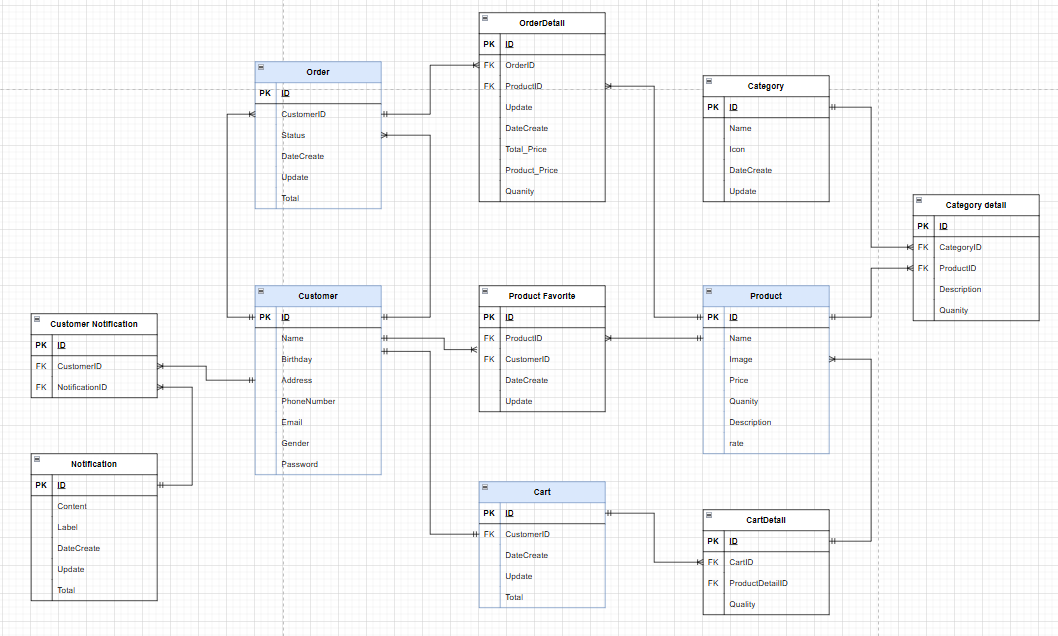 OrderDetail
PK ID
FK OrderID
FK ProductID
Update
DateCreate
Total_Price
Product_Price
Quanity
Order
PK ID
CustomerID
Status
DateCreate
Update
Total
Category
PK ID
Name
Icon
DateCreate
Update
Category detail
PK ID
FK CategoryID
FK ProductID
Description
Quanity
Customer
PK ID
Name
Birthday
Address
PhoneNumber
Email
Gender
Password
Product Favorite
PK ID
FK ProductID
FK CustomerID
DateCreate
Update
Product
PK ID
Name
Image
Price
Quanity
Description
rate
Customer Notification
PK ID
FK CustomerID
FK NotificationID
Notification
PK ID
Content
Label
DateCreate
Update
Total
Cart
PK ID
FK CustomerID
DateCreate
Update
Total
CartDetail
PK ID
FK CartID
FK ProductDetailID
Quality